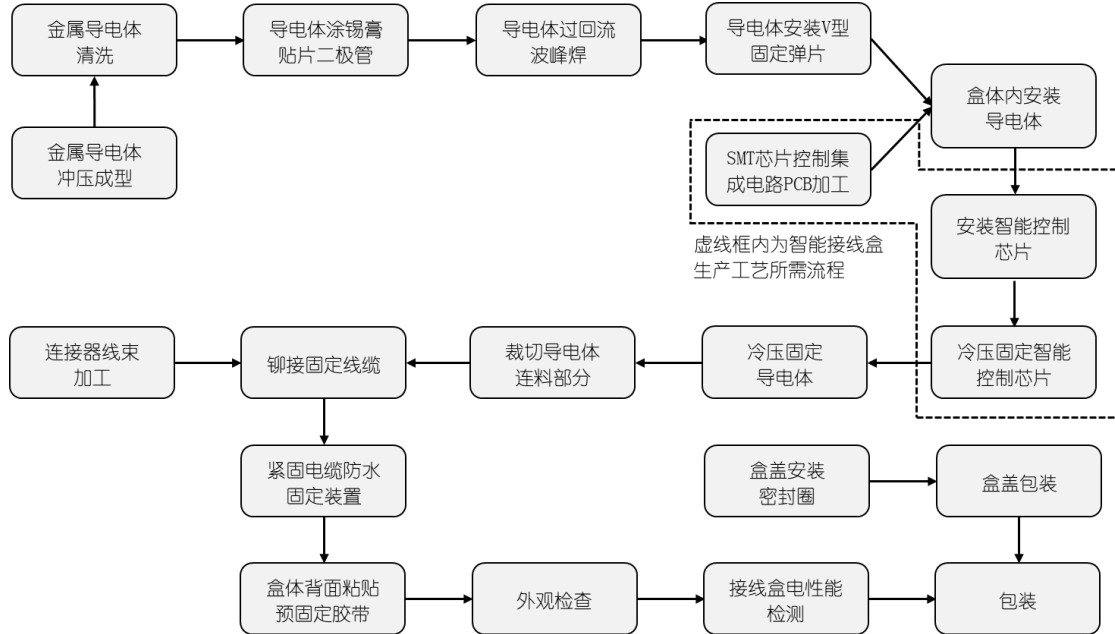 金属导电体
清洗
导电体涂锡膏
贴片二极管
导电体过回流
波峰焊
导电体安装V型
固定弹片
盒体内安装
导电体
金属导电体
冲压成型
SMT芯片控制集
成电路PCB加工
安装智能控制
芯片
虚线框内为智能接线盒
生产工艺所需流程
连接器线束
加工
铆接固定线缆
裁切导电体
连料部分
冷压固定
导电体
冷压固定智能
控制芯片
紧固电缆防水
固定装置
盒盖安装
密封圈
盒盖包装
盒体背面粘贴
预固定胶带
外观检查
接线盒电性能
检测
包装